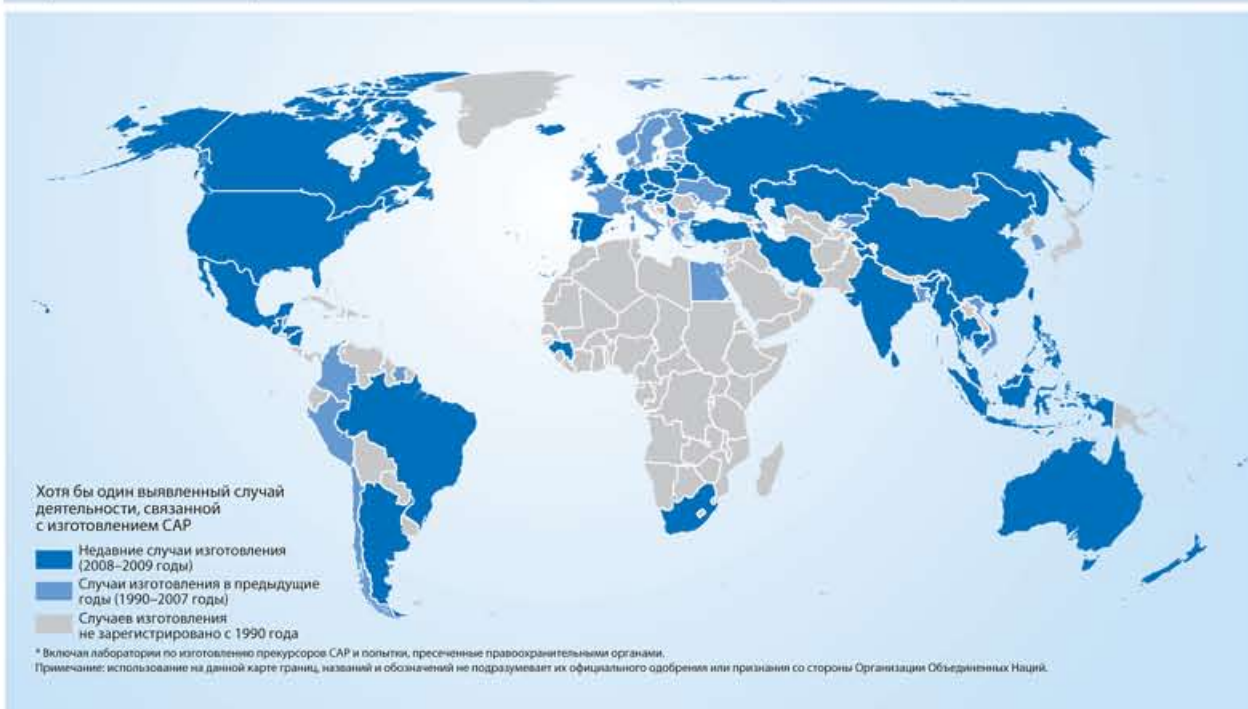 Хотя бы один выявленный случай
деятельности, связанной
с изготовлением САР
Недавние случаи изготовления
(2008–2009 годы)
Случаи изготовления в предыдущие
годы (1990–2007 годы)
Случаев изготовления
не зарегистрировано с 1990 года
* Включая лаборатории по изготовлению прекурсоров САР и попытки, пресеченные правоохранительными органами.
Примечание: использование на данной карте границ, названий и обозначений не подразумевает их официального одобрения или признания со стороны Организации Объединенных Наций.